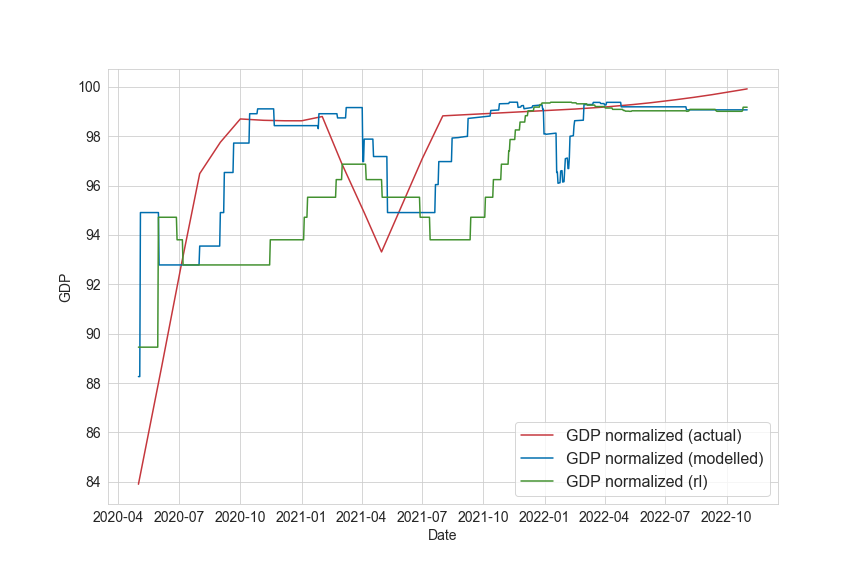 100
98
96
94
92
90
88
86
84
GDP
GDP normalized (actual)
GDP normalized (modelled)
GDP normalized (rl)
2020-04 2020-07 2020-10 2021-01 2021-04 2021-07 2021-10 2022-01 2022-04 2022-07 2022-10
Date